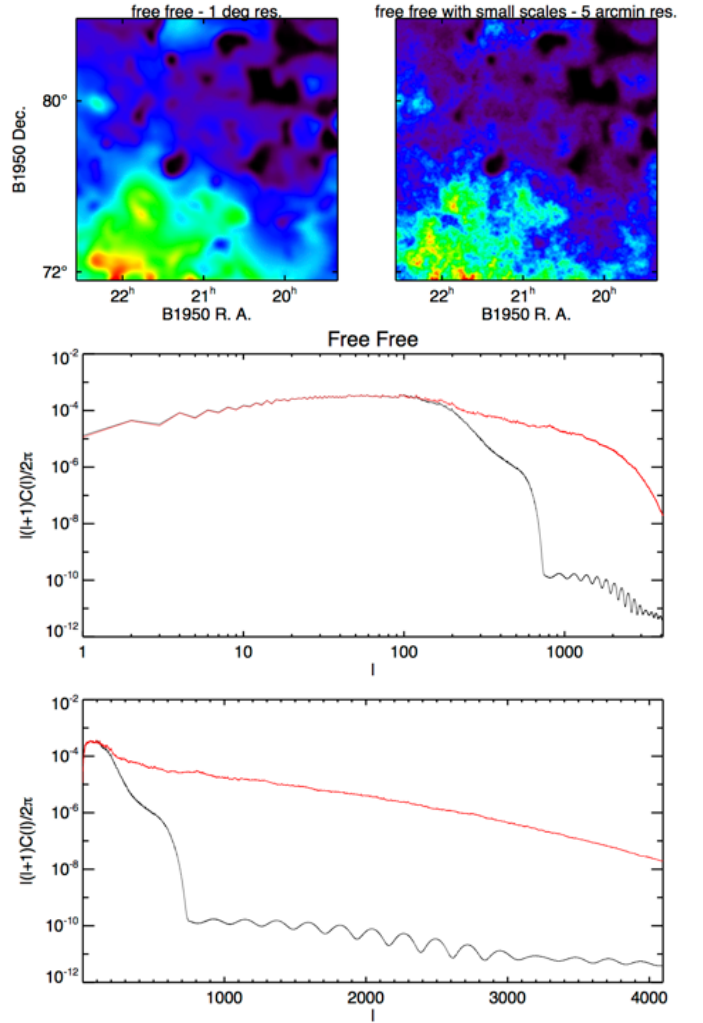 free free - 1 deg res.
free free with small scales - 5 arcmin res.
B1950 Dec.
80°
72°
22ʰ 21ʰ 20ʰ
B1950 R. A.
22ʰ 21ʰ 20ʰ
B1950 R. A.
Free Free
l(l+1)C(l)/2π
10⁻²
10⁻⁴
10⁻⁶
10⁻⁸
10⁻¹⁰
10⁻¹²
1 10 100 1000
l
l(l+1)C(l)/2π
10⁻²
10⁻⁴
10⁻⁶
10⁻⁸
10⁻¹⁰
10⁻¹²
1000 2000 3000 4000
l